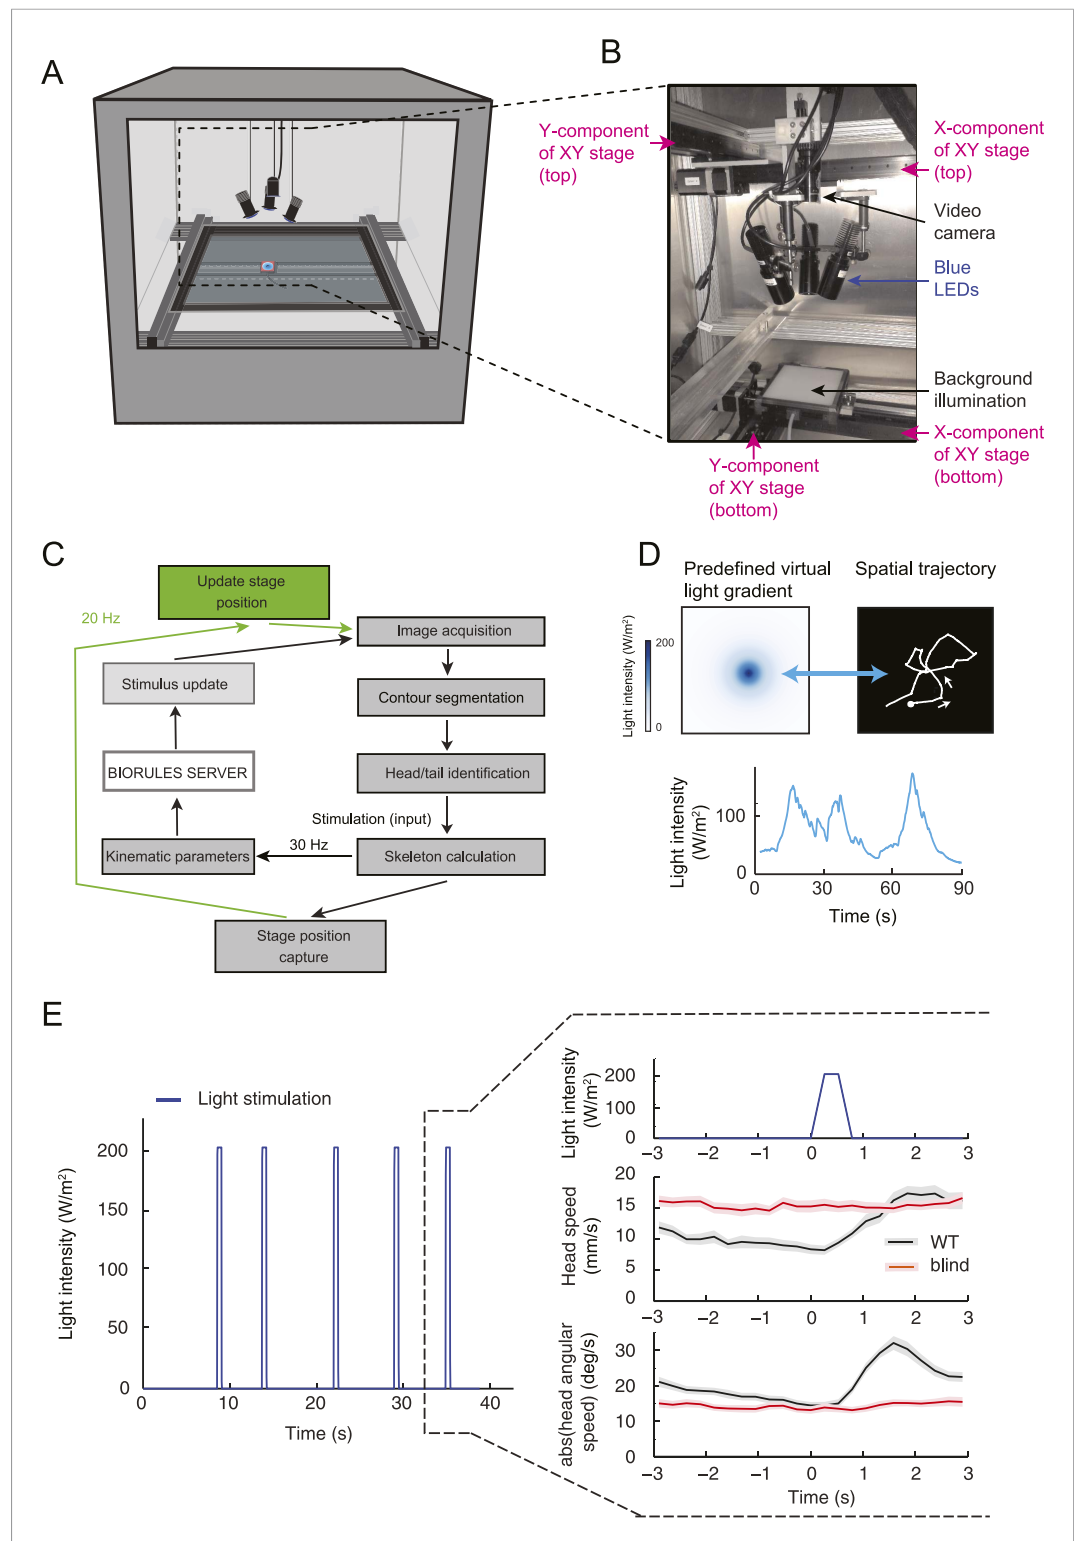 A
B
Y-component
of XY stage
(top)
X-component
of XY stage
(top)
Video
camera
Blue
LEDs
Background
illumination
X-component
of XY stage
(bottom)
Y-component
of XY stage
(bottom)
C
Update stage
position
20 Hz
Image acquisition
Stimulus update
Contour segmentation
BIORULES SERVER
Head/tail identification
Stimulation (input)
30 Hz
Kinematic parameters
Skeleton calculation
Stage position
capture
D
Predefined virtual
light gradient
Spatial trajectory
Light intensity (W/m²)
200
0
Light intensity
(W/m²)
100
0
0
30
60
90
Time (s)
E
Light stimulation
Light intensity (W/m²)
200
150
100
50
0
0
10
20
30
40
Time (s)
Light intensity
(W/m²)
200
100
0
−3
−2
−1
0
1
2
3
Head speed
(mm/s)
20
15
10
5
0
WT
blind
−3
−2
−1
0
1
2
3
abs(head angular
speed) (deg/s)
30
20
10
0
−3
−2
−1
0
1
2
3
Time (s)